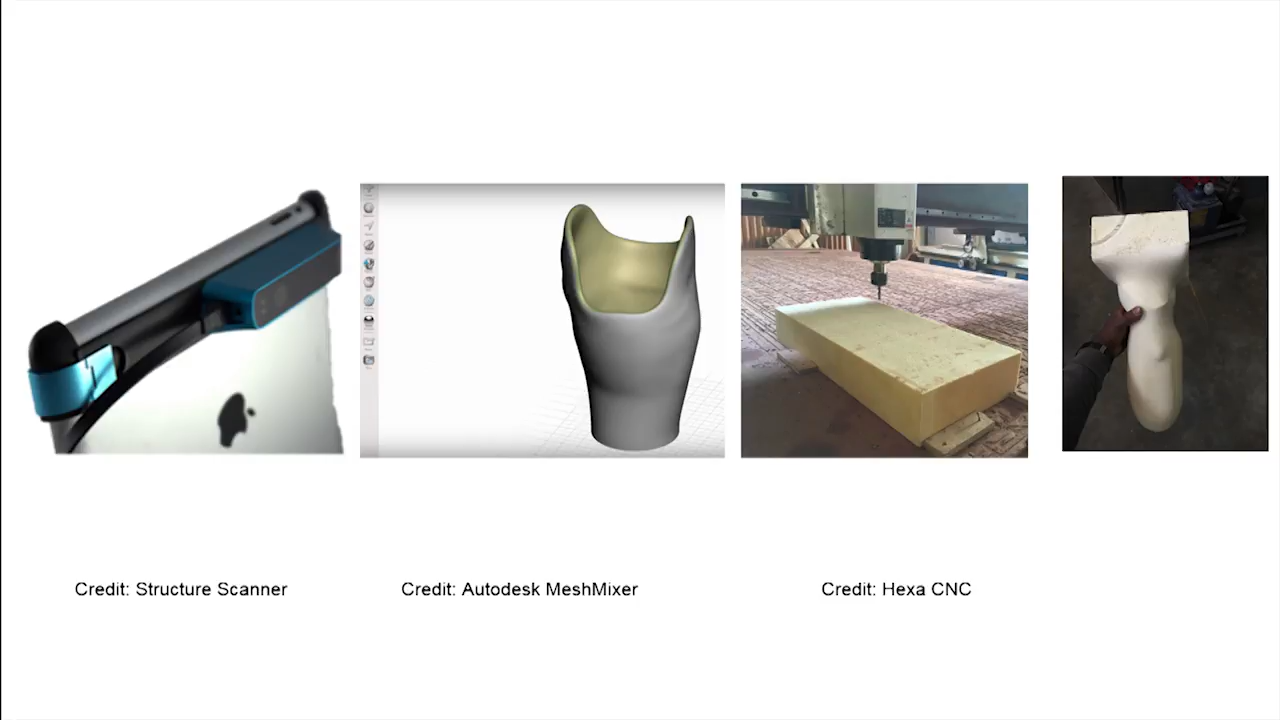 Credit: Structure Scanner
Credit: Autodesk MeshMixer
Credit: Hexa CNC